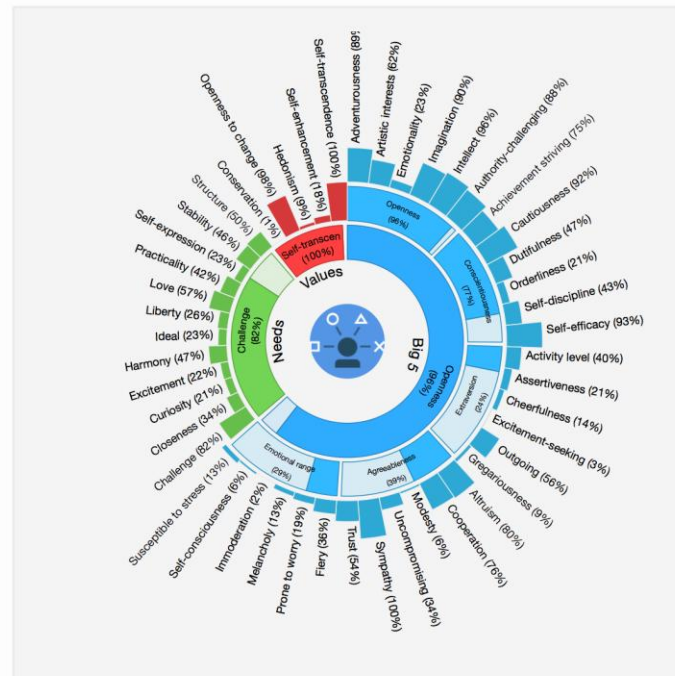 Adventurousness (89%
Artistic interests (62%)
Emotionality (23%)
Imagination (90%)
Intellect (96%)
Authority-challenging (88%)
Achievement striving (75%)
Cautiousness (92%)
Dutifulness (47%)
Orderliness (21%)
Self-discipline (43%)
Self-efficacy (93%)
Activity level (40%)
Assertiveness (21%)
Cheerfulness (14%)
Excitement-seeking (3%)
Outgoing (56%)
Gregariousness (9%)
Altruism (80%)
Cooperation (76%)
Modesty (6%)
Uncompromising (34%)
Sympathy (100%)
Trust (54%)
Fiery (36%)
Prone to worry (19%)
Melancholy (13%)
Immoderation (2%)
Self-consciousness (6%)
Susceptible to stress (13%)
Challenge (82%)
Closeness (34%)
Curiosity (21%)
Excitement (22%)
Harmony (47%)
Ideal (23%)
Liberty (26%)
Love (57%)
Practicality (42%)
Self-expression (23%)
Stability (46%)
Structure (50%)
Conservation (1%)
Openness to change (98%)
Hedonism (9%)
Self-enhancement (18%)
Self-transcendence (100%)
Openness
(96%)
Conscientiousness
(77%)
Extraversion
(24%)
Agreeableness
(39%)
Emotional range
(29%)
Challenge
(82%)
Self-transcen
(100%)
Openness
(96%)
Big 5
Needs
Values